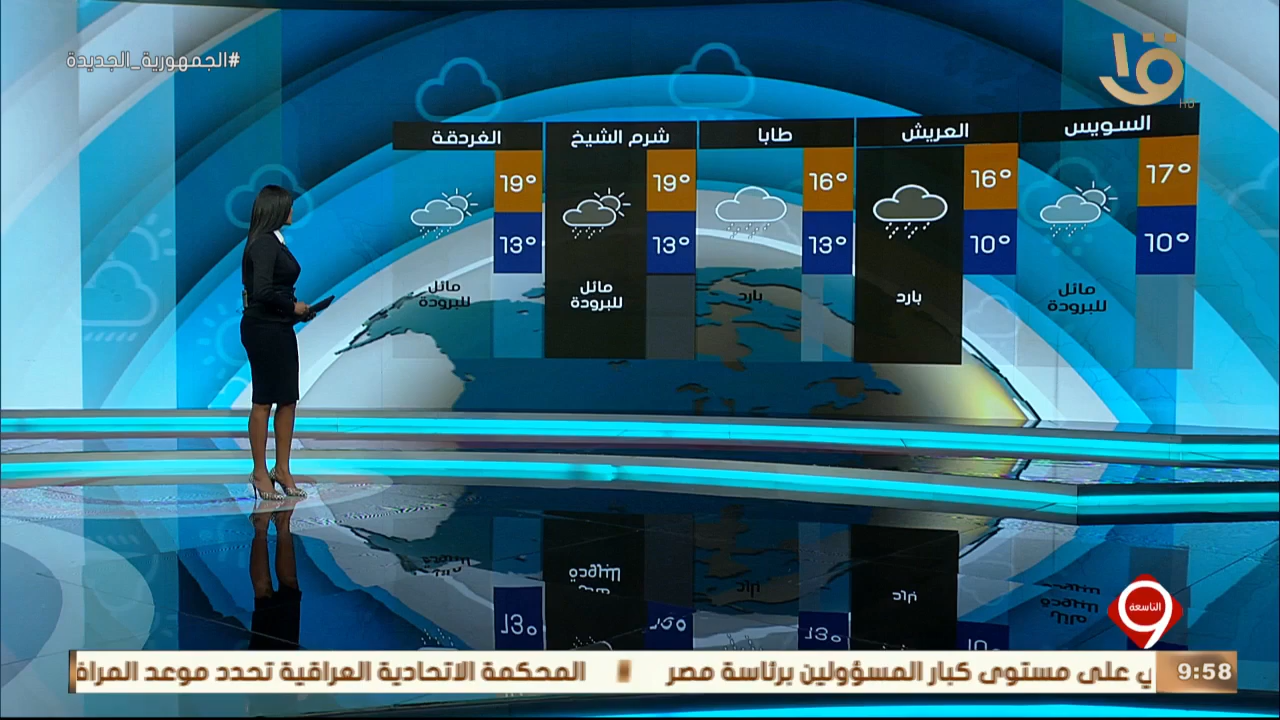 #الجمهورية_الجديدة
السويس
17°
10°
مائل
للبرودة
العريش
16°
10°
بارد
طابا
16°
13°
بارد
شرم الشيخ
19°
13°
مائل
للبرودة
الغردقة
19°
13°
مائل
للبرودة
التاسعة
9
9:58
ي على مستوى كبار المسؤولين برئاسة مصر
المحكمة الاتحادية العراقية تحدد موعد المراة